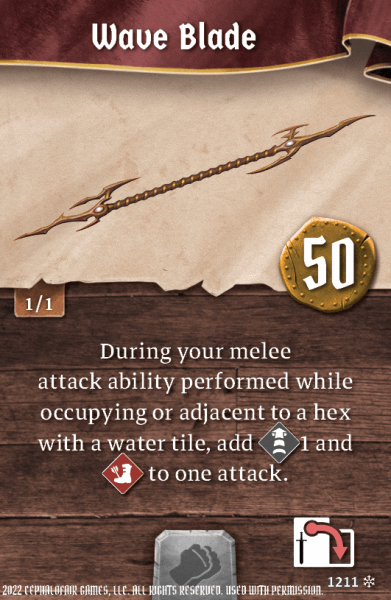 Wave Blade
50
1/1
During your melee
attack ability performed while
occupying or adjacent to a hex
with a water tile, add 1 and
to one attack.
1211
2022 CEPHALOFAIR GAMES, LLC. ALL RIGHTS RESERVED. USED WITH PERMISSION.